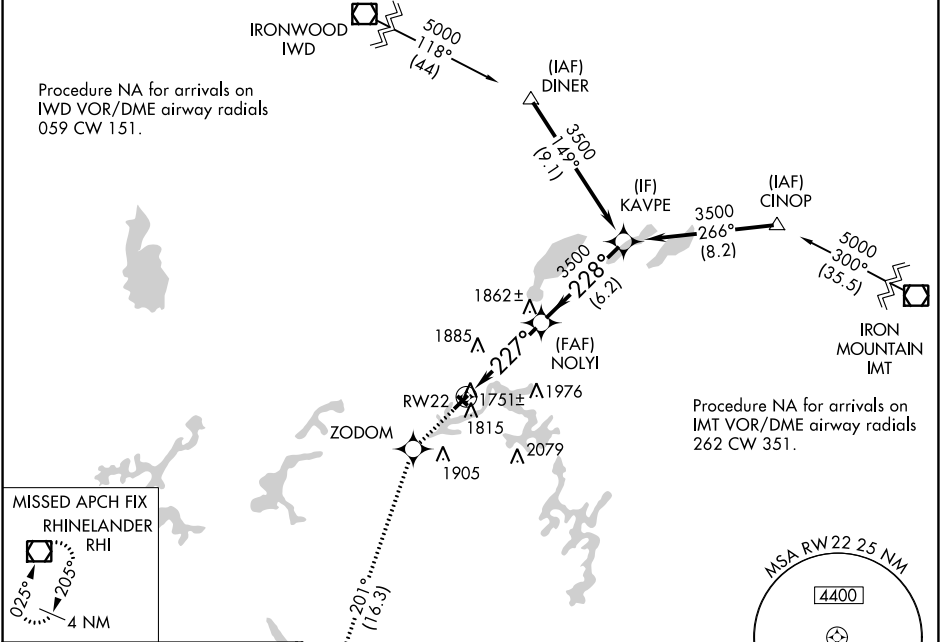 IRONWOOD
IWD
5000
118°
(44)
Procedure NA for arrivals on
IWD VOR/DME airway radials
059 CW 151.
(IAF)
DINER
3500
149°
(9.1)
(IF)
KAVPE
(IAF)
CINOP
3500
266°
(8.2)
5000
300°
(35.5)
IRON
MOUNTAIN
IMT
3500
228°
(6.2)
1862±
(FAF)
NOLYI
1885
227°
RW22
1751±
1976
1815
ZODOM
1905
2079
Procedure NA for arrivals on
IMT VOR/DME airway radials
262 CW 351.
MISSED APCH FIX
RHINELANDER
RHI
025°
205°
4 NM
201°
(16.3)
MSA RW22 25 NM
4400